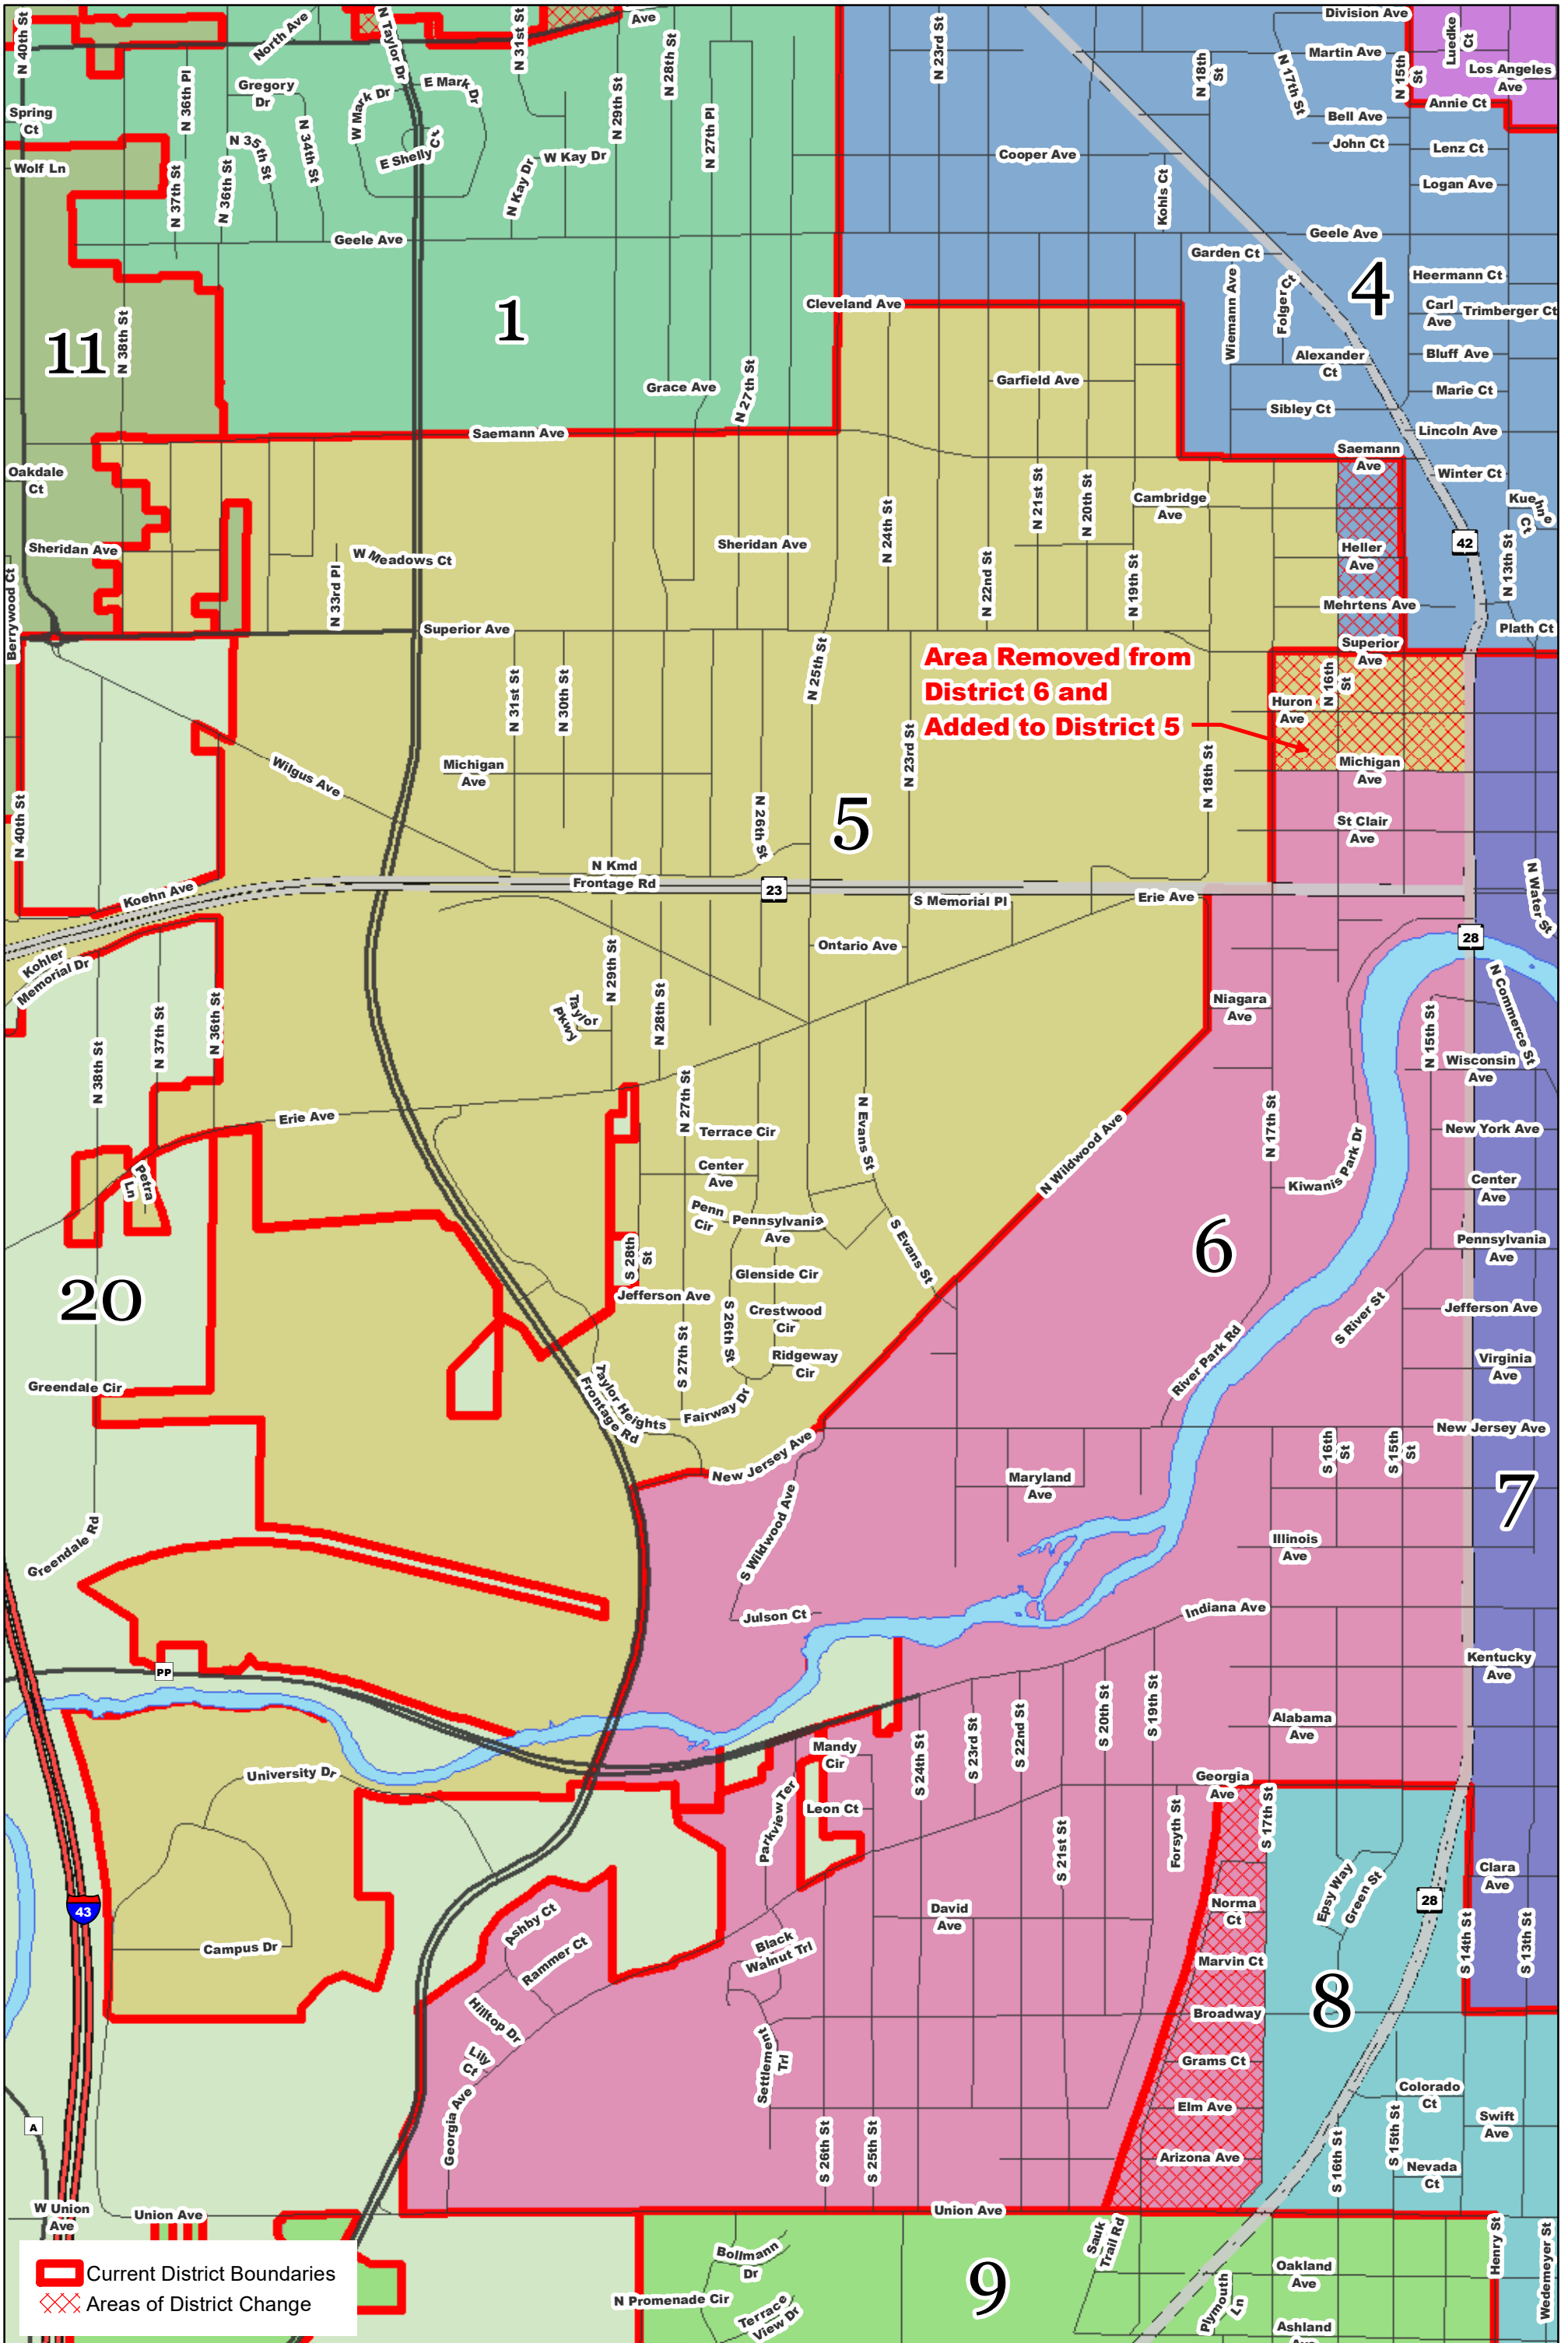 Division Ave
Luedke
Ct
N 40th St
North Ave
N Taylor Dr
N 31st St
Ave
N 28th St
N 23rd St
Martin Ave
Los Angeles
Ave
N 36th Pl
Gregory
Dr
W Mark Dr
E Mark Dr
N 29th St
N 18th
St
N 17th St
N 15th
St
Annie Ct
Bell Ave
Spring
Ct
N 35th St
N 34th St
E Shelly Ct
W Kay Dr
N 27th Pl
Cooper Ave
John Ct
Lenz Ct
Wolf Ln
N 37th St
N 36th St
N Kay Dr
Kohls Ct
Logan Ave
Geele Ave
Geele Ave
Garden Ct
Heermann Ct
Wiemann Ave
Folger Ct
4
Carl
Ave
Trimberger Ct
Cleveland Ave
11
N 38th St
1
Alexander
Ct
Bluff Ave
Grace Ave
N 27th St
Garfield Ave
Marie Ct
Sibley Ct
Saemann Ave
Lincoln Ave
Saemann
Ave
Oakdale
Ct
Winter Ct
N 24th St
N 21st St
N 20th St
Cambridge
Ave
Kuehne
Ct
Sheridan Ave
W Meadows Ct
Sheridan Ave
Heller
Ave
42
N 13th St
Berrywood Ct
N 33rd Pl
N 22nd St
N 19th St
Mehrtens Ave
Superior Ave
Superior
Ave
Plath Ct
Area Removed from
District 6 and
Added to District 5
N 31st St
N 30th St
N 25th St
N 16th
St
Huron
Ave
Wilgus Ave
Michigan
Ave
N 23rd St
N 18th St
Michigan
Ave
N 40th St
N 26th St
5
St Clair
Ave
Koehn Ave
N Kmd
Frontage Rd
23
S Memorial Pl
Erie Ave
N Water St
Kohler
Memorial Dr
N 29th St
Ontario Ave
28
N Commerce St
N 38th St
N 37th St
N 36th St
Taylor
Pkwy
N 28th St
Niagara
Ave
N 15th St
Wisconsin
Ave
Erie Ave
N 27th St
Terrace Cir
N Evans St
N Wildwood Ave
N 17th St
Kiwanis Park Dr
New York Ave
Petra
Ln
Center
Ave
Center
Ave
Penn
Cir
Pennsylvania
Ave
S Evans St
6
Pennsylvania
Ave
20
S 28th
St
Glenside Cir
Jefferson Ave
Crestwood
Cir
S River St
Jefferson Ave
S 27th St
S 26th St
Ridgeway
Cir
River Park Rd
Virginia
Ave
Greendale Cir
Taylor Heights
Frontage Rd
Fairway Dr
New Jersey Ave
New Jersey Ave
S 16th
St
S 15th
St
Maryland
Ave
7
Greendale Rd
S Wildwood Ave
Illinois
Ave
Julson Ct
Indiana Ave
PP
Kentucky
Ave
S 24th St
S 23rd St
S 22nd St
S 20th St
S 19th St
Alabama
Ave
Mandy
Cir
University Dr
Georgia
Ave
Parkview Ter
Leon Ct
S 21st St
Forsyth St
S 17th St
Epsy Way
Green St
Clara
Ave
43
Ashby Ct
David
Ave
Norma
Ct
28
S 14th St
S 13th St
Campus Dr
Rammer Ct
Black
Walnut Trl
Marvin Ct
Hilltop Dr
Broadway
8
Lily
Ct
Settlement
Trl
Grams Ct
Georgia Ave
Elm Ave
Colorado
Ct
A
Swift
Ave
S 26th St
S 25th St
Arizona Ave
S 16th St
S 15th St
Nevada
Ct
W Union
Ave
Union Ave
Union Ave
Sauk
Trail Rd
Henry St
Wedemeyer St
Bollmann
Dr
9
Oakland
Ave
N Promenade Cir
Terrace
View Dr
Plymouth
Ln
Ashland
Current District Boundaries
Areas of District Change